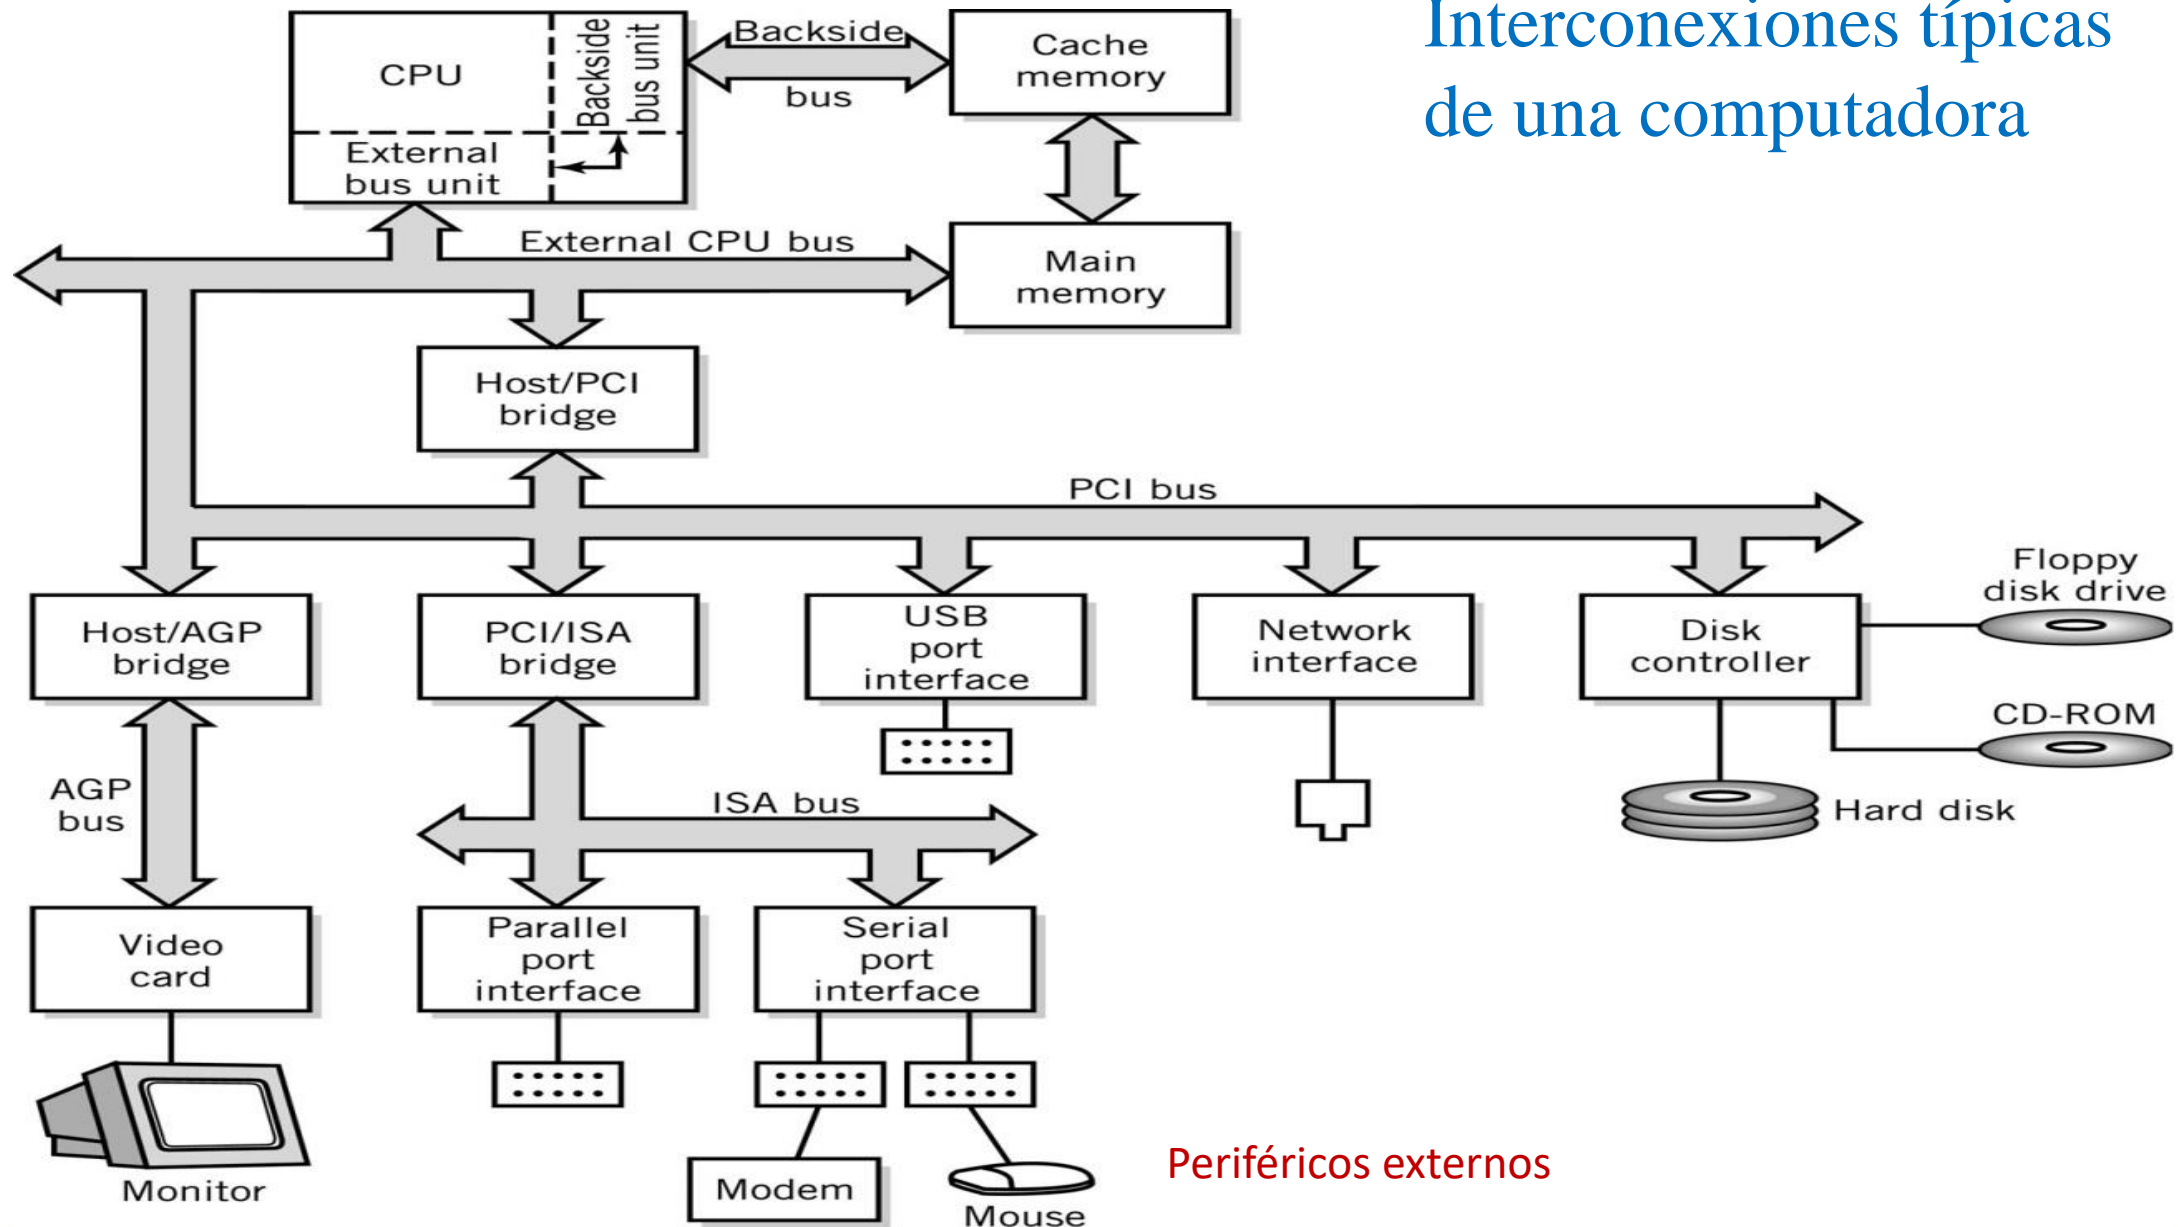 Interconexiones típicas
de una computadora
CPU
Backside
bus unit
External
bus unit
Backside
bus
Cache
memory
External CPU bus
Main
memory
Host/PCI
bridge
PCI bus
Host/AGP
bridge
PCI/ISA
bridge
USB
port
interface
Network
interface
Disk
controller
Floppy
disk drive
CD-ROM
Hard disk
AGP
bus
ISA bus
Video
card
Parallel
port
interface
Serial
port
interface
Monitor
Modem
Mouse
Periféricos externos